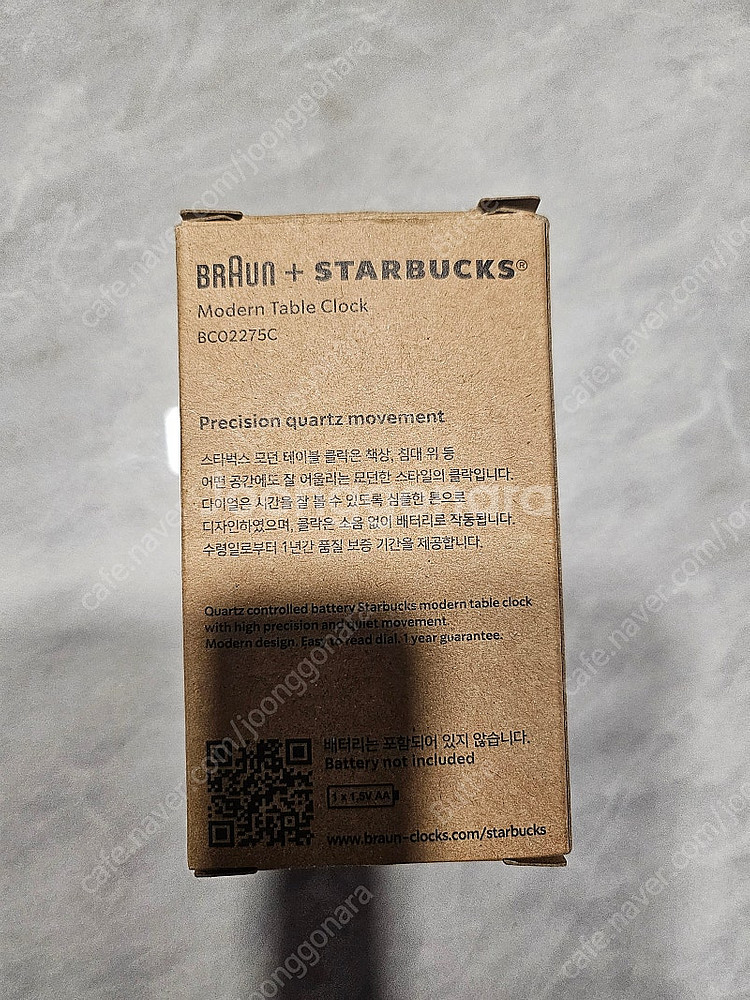 BRAUN + STARBUCKS®
Modern Table Clock
BC02275C
Precision quartz movement
스타벅스 모던 테이블 클락은 책상, 침대 위 등
어떤 공간에도 잘 어울리는 모던한 스타일의 클락입니다.
다이얼은 시간을 잘 볼 수 있도록 심플한 톤으로
디자인하였으며, 클락은 소음 없이 배터리로 작동됩니다.
수령일로부터 1년간 품질 보증 기간을 제공합니다.
Quartz controlled battery Starbucks modern table clock
with high precision and quiet movement.
Modern design. Easy to read dial. 1 year guarantee.
배터리는 포함되어 있지 않습니다.
Battery not included
1 x 1,5V AA
www.braun-clocks.com/starbucks
cafe.naver.com/joonggonara